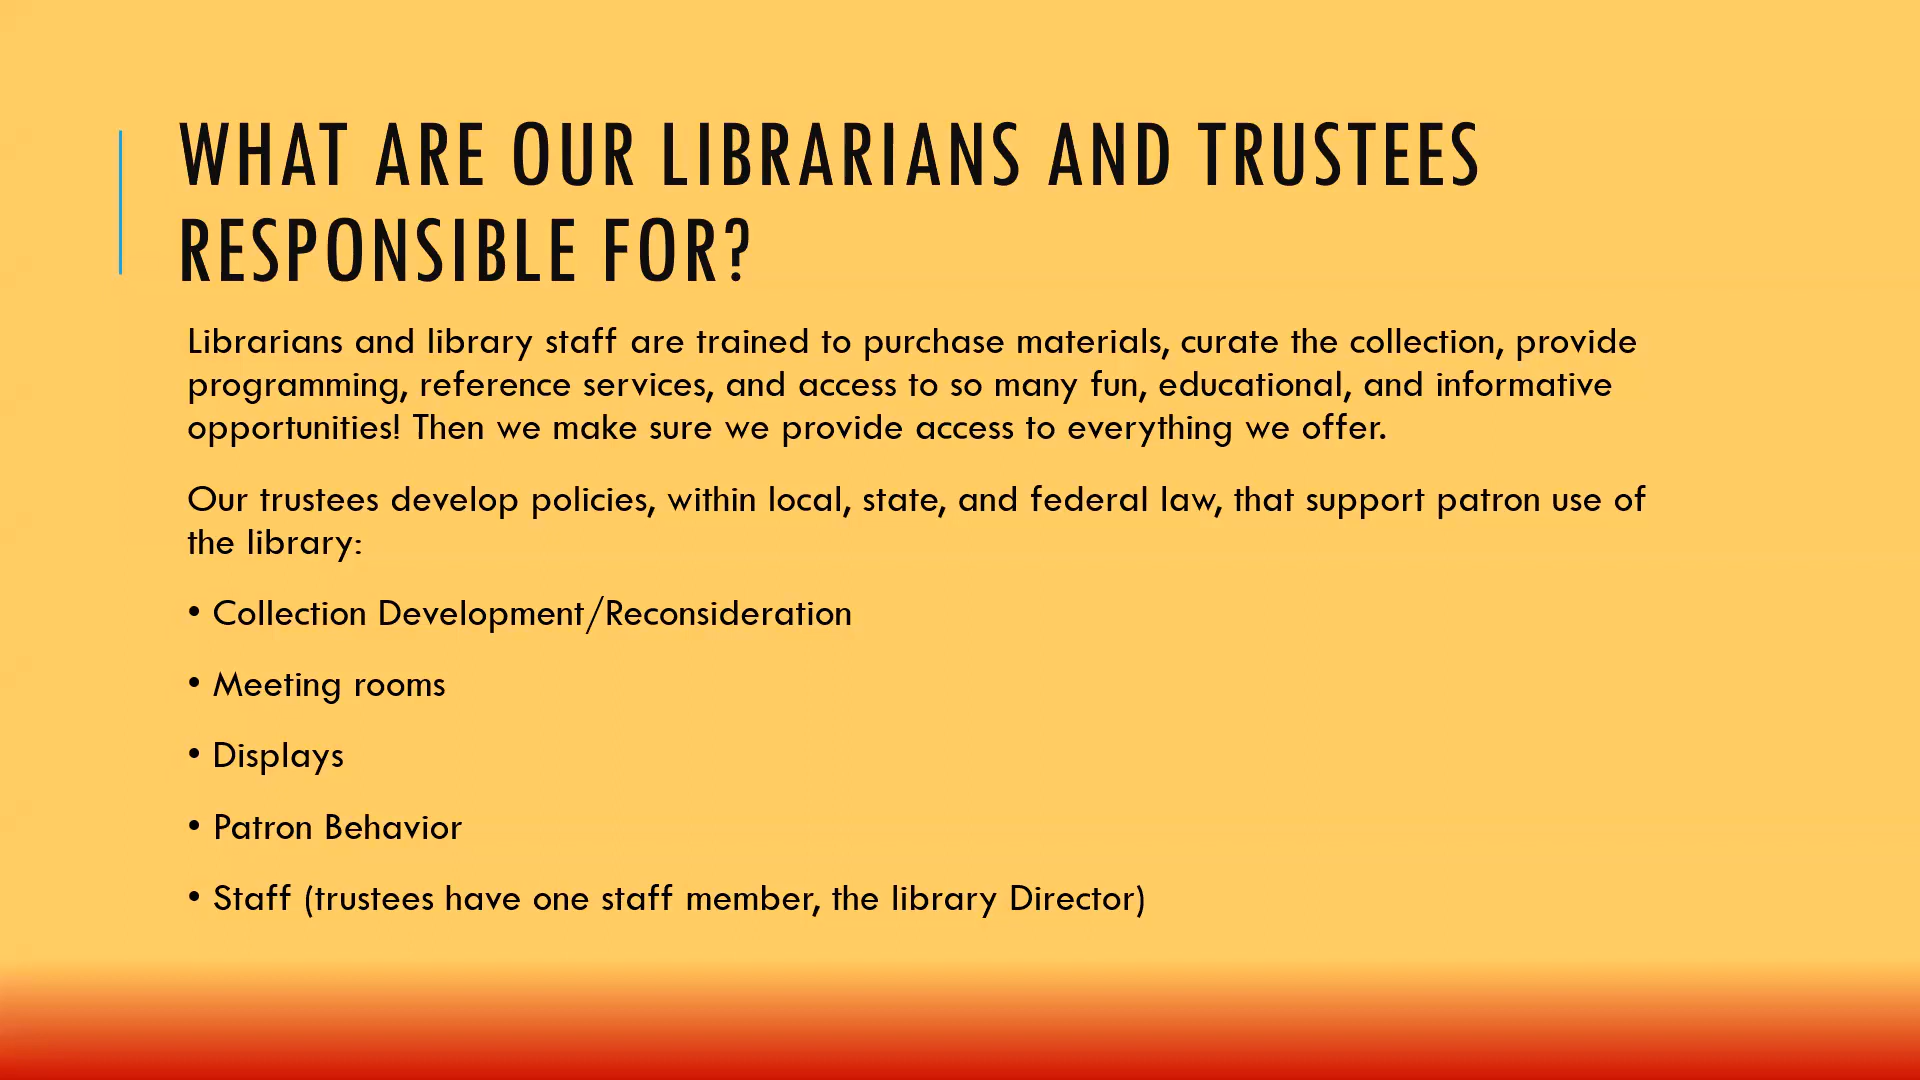 WHAT ARE OUR LIBRARIANS AND TRUSTEES
RESPONSIBLE FOR?
Librarians and library staff are trained to purchase materials, curate the collection, provide
programming, reference services, and access to so many fun, educational, and informative
opportunities! Then we make sure we provide access to everything we offer.
Our trustees develop policies, within local, state, and federal law, that support patron use of
the library:
• Collection Development/Reconsideration
• Meeting rooms
• Displays
• Patron Behavior
• Staff (trustees have one staff member, the library Director)